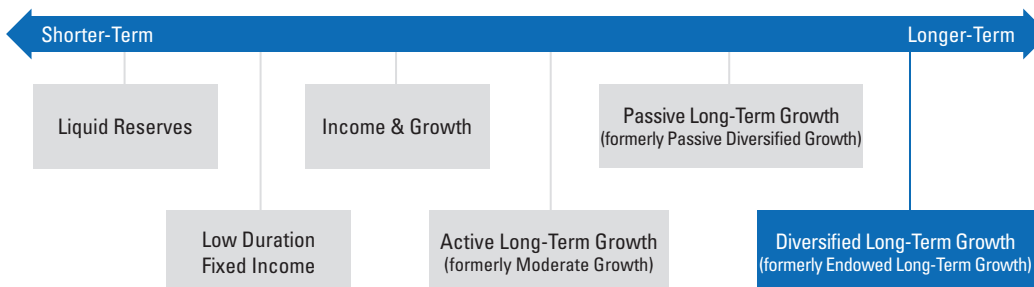 Shorter-Term
Longer-Term
Liquid Reserves
Income & Growth
Passive Long-Term Growth
(formerly Passive Diversified Growth)
Low Duration
Fixed Income
Active Long-Term Growth
(formerly Moderate Growth)
Diversified Long-Term Growth
(formerly Endowed Long-Term Growth)